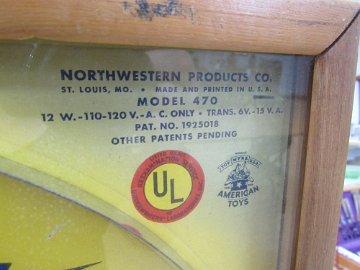 NORTHWESTERN PRODUCTS CO.
ST. LOUIS, MO. • MADE AND PRINTED IN U. S. A.
MODEL 470
12 W.-110-120 V.-A. C. ONLY • TRANS. 6V.-15 V. A.
PAT. NO. 1925018
OTHER PATENTS PENDING
UL
AMERICAN
TOYS